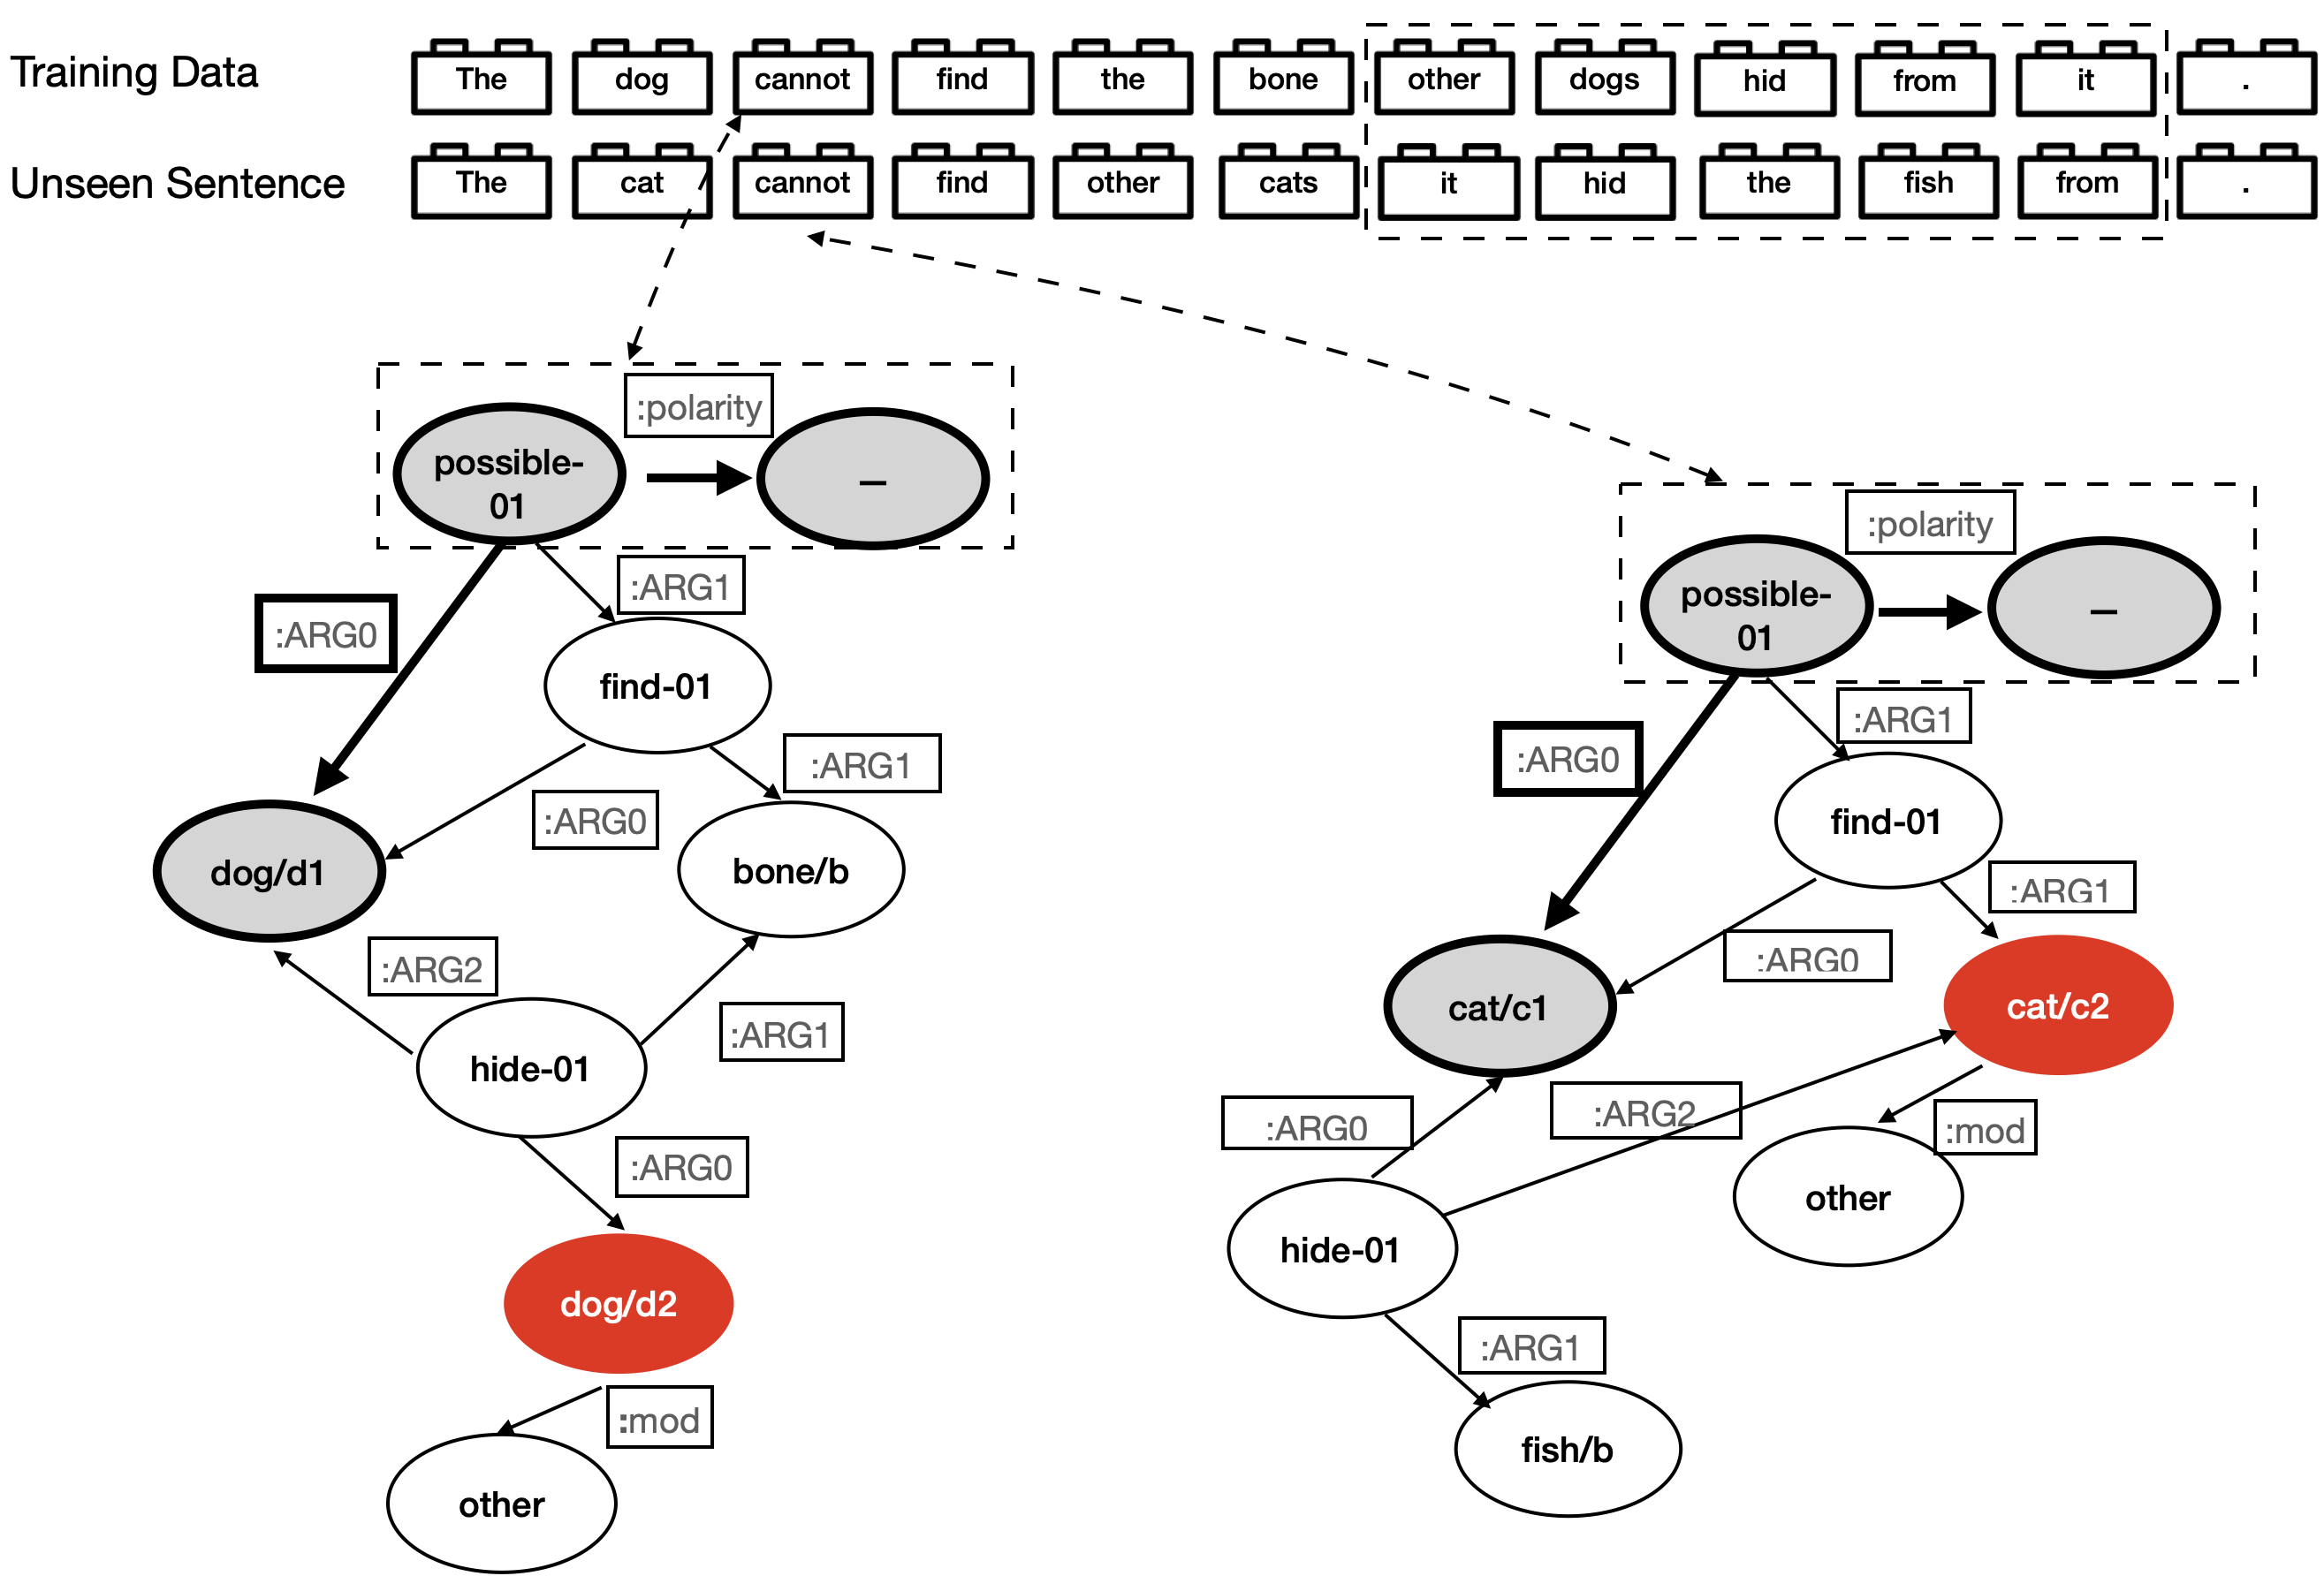 Training Data The dog cannot find the bone other dogs hid from it .
Unseen Sentence The cat cannot find other cats it hid the fish from .
:polarity
possible-
01
–
:ARG1
:ARG0
find-01
:ARG1
:ARG0
dog/d1
bone/b
:ARG2
:ARG1
hide-01
:ARG0
dog/d2
:mod
other
:polarity
possible-
01
–
:ARG1
:ARG0
find-01
:ARG1
:ARG0
cat/c1
cat/c2
:ARG0
:ARG2
:mod
other
hide-01
:ARG1
fish/b